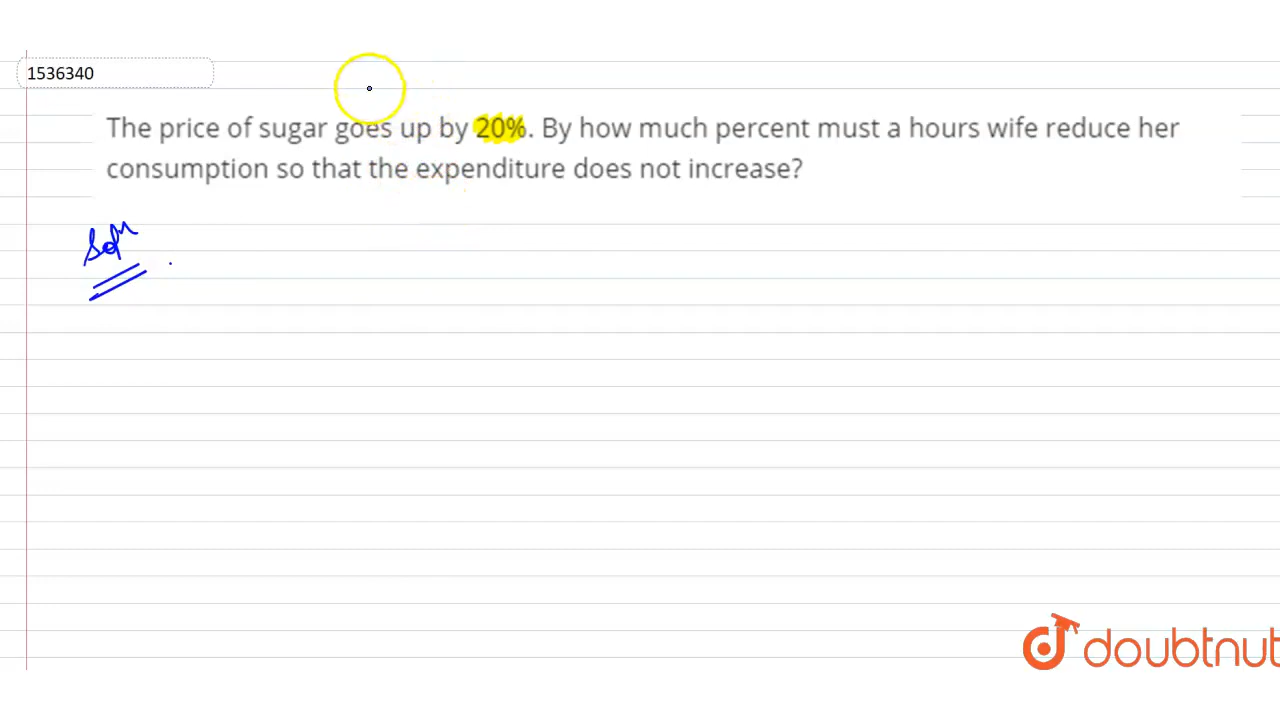 1536340
The price of sugar goes up by 20%. By how much percent must a hours wife reduce her
consumption so that the expenditure does not increase?
Solⁿ
doubtnut